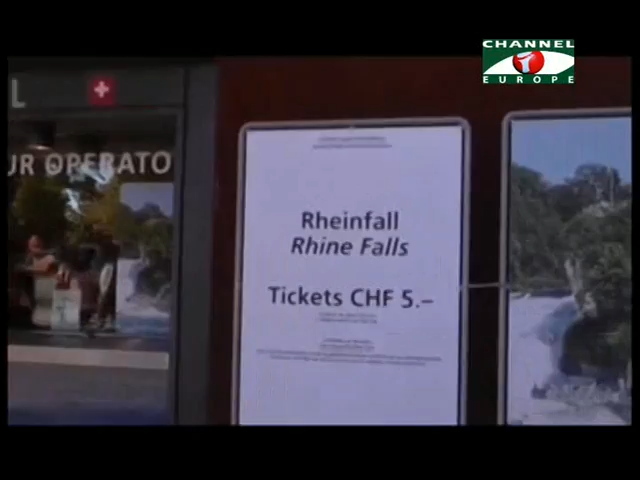 CHANNEL
i
EUROPE
L
UR OPERATO
Rheinfall
Rhine Falls
Tickets CHF 5.–